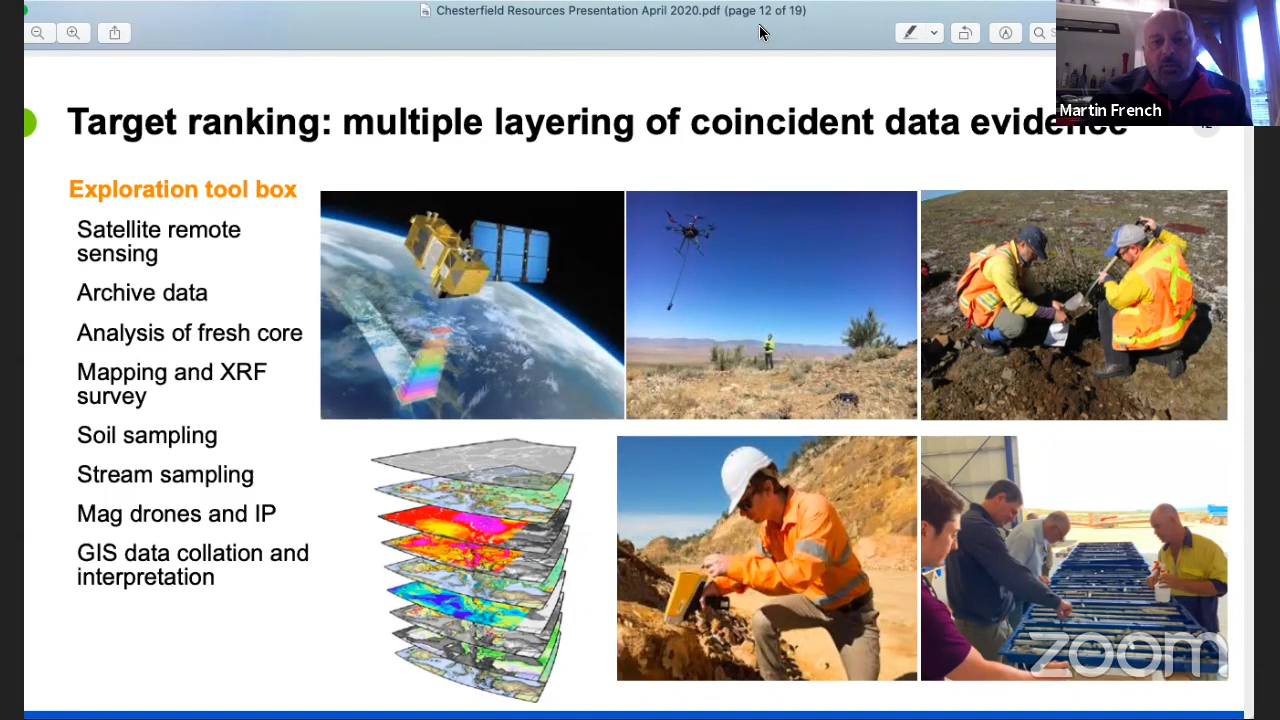 Chesterfield Resources Presentation April 2020.pdf (page 12 of 19)
Martin French
Target ranking: multiple layering of coincident data evidence
12
Exploration tool box
Satellite remote
sensing
Archive data
Analysis of fresh core
Mapping and XRF
survey
Soil sampling
Stream sampling
Mag drones and IP
GIS data collation and
interpretation
zoom